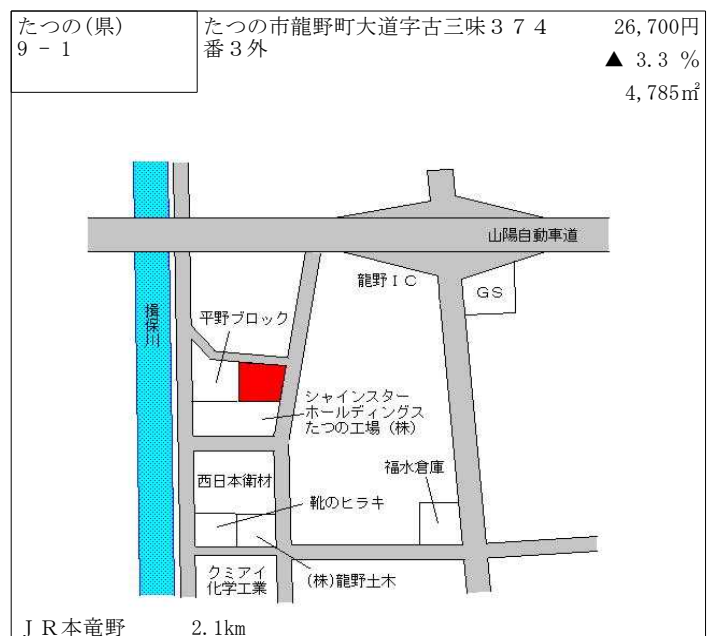 たつの(県)
9 - 1
たつの市龍野町大道字古三味３７４
番３外
26,700円
▲ 3.3 %
4,785㎡
山陽自動車道
龍野ＩＣ
ＧＳ
揖保川
平野ブロック
シャインスター
ホールディングス
たつの工場（株）
西日本衛材
福水倉庫
靴のヒラキ
(株)龍野土木
クミアイ
化学工業
ＪＲ本竜野 2.1km